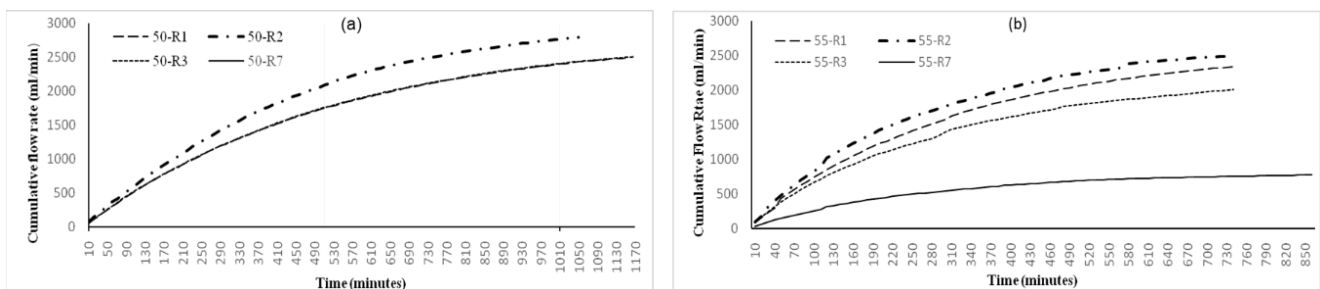 (a)
Cumulative flow rate (ml/min)
3000
2500
2000
1500
1000
500
0
50-R1
50-R2
50-R3
50-R7
10 50 90 130 170 210 250 290 330 370 410 450 490 530 570 610 650 690 730 770 810 850 890 930 970 1010 1050 1090 1130 1170
Time (minutes)
(b)
Cumulative Flow Rtae (ml/min)
3000
2500
2000
1500
1000
500
0
55-R1
55-R2
55-R3
55-R7
10 40 70 100 130 160 190 220 250 280 310 340 370 400 430 460 490 520 550 580 610 640 670 700 730 760 790 820 850
Time (minutes)